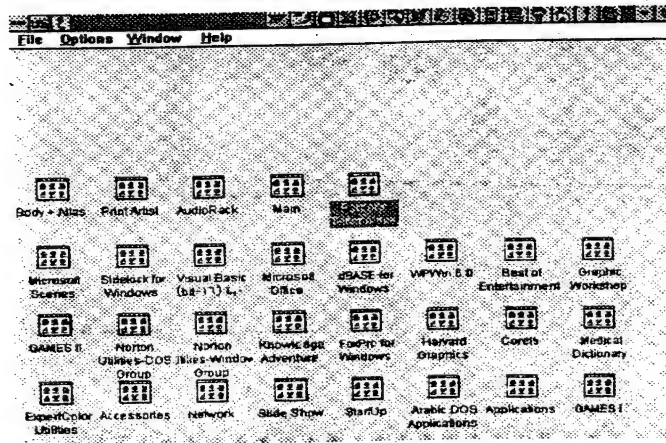 File Options Window Help
Body + Atlas Print Artist AudioRack Main
Microsoft Scenes
Sidekick for Windows
Visual Basic
Microsoft Office
dBASE for Windows
WPWin 6.0
Best of Entertainment
Graphic Workshop
GAMES II
Norton Utilities-DOS Group
Norton Group
Knowledge Adventure
FoxPro for Windows
Harvard Graphics
Corel5
Medical Dictionary
ExpertColor Utilities
Accessories
Network
Slide Show
StartUp
Arabic DOS Applications
Applications
GAMES I